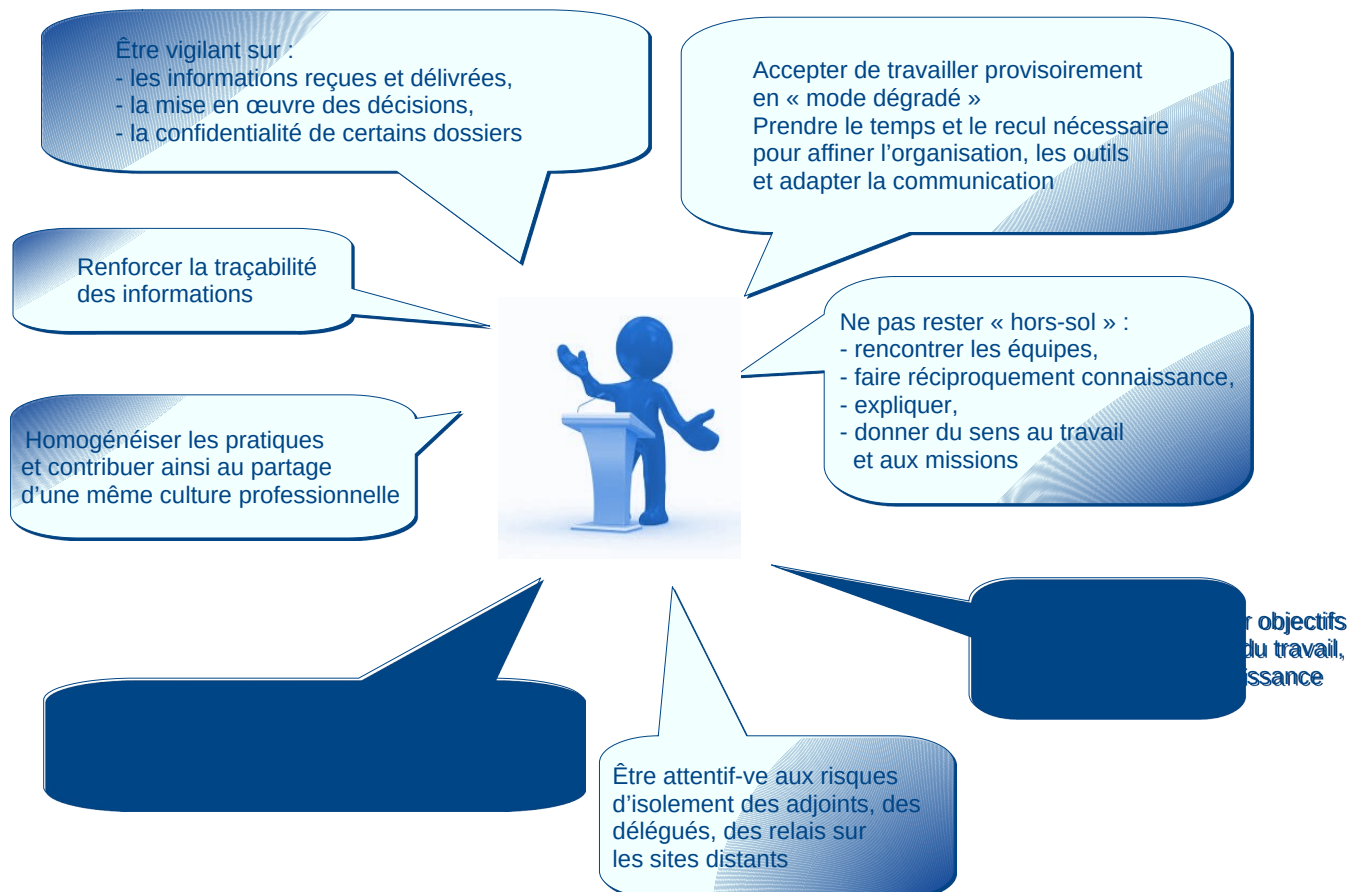 Être vigilant sur :
- les informations reçues et délivrées,
- la mise en œuvre des décisions,
- la confidentialité de certains dossiers
Accepter de travailler provisoirement
en « mode dégradé »
Prendre le temps et le recul nécessaire
pour affiner l’organisation, les outils
et adapter la communication
Renforcer la traçabilité
des informations
Ne pas rester « hors-sol » :
- rencontrer les équipes,
- faire réciproquement connaissance,
- expliquer,
- donner du sens au travail
et aux missions
Homogénéiser les pratiques
et contribuer ainsi au partage
d’une même culture professionnelle
objectifs
du travail,
Être attentif-ve aux risques
d’isolement des adjoints, des
délégués, des relais sur
les sites distants